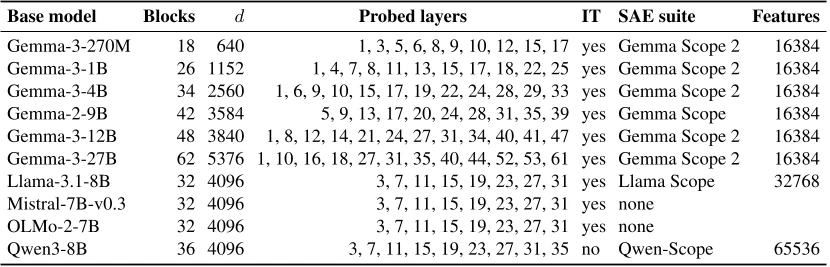 Base model Blocks d Probed layers IT SAE suite Features
Gemma-3-270M 18 640 1, 3, 5, 6, 8, 9, 10, 12, 15, 17 yes Gemma Scope 2 16384
Gemma-3-1B 26 1152 1, 4, 7, 8, 11, 13, 15, 17, 18, 22, 25 yes Gemma Scope 2 16384
Gemma-3-4B 34 2560 1, 6, 9, 10, 15, 17, 19, 22, 24, 28, 29, 33 yes Gemma Scope 2 16384
Gemma-2-9B 42 3584 5, 9, 13, 17, 20, 24, 28, 31, 35, 39 yes Gemma Scope 16384
Gemma-3-12B 48 3840 1, 8, 12, 14, 21, 24, 27, 31, 34, 40, 41, 47 yes Gemma Scope 2 16384
Gemma-3-27B 62 5376 1, 10, 16, 18, 27, 31, 35, 40, 44, 52, 53, 61 yes Gemma Scope 2 16384
Llama-3.1-8B 32 4096 3, 7, 11, 15, 19, 23, 27, 31 yes Llama Scope 32768
Mistral-7B-v0.3 32 4096 3, 7, 11, 15, 19, 23, 27, 31 yes none
OLMo-2-7B 32 4096 3, 7, 11, 15, 19, 23, 27, 31 yes none
Qwen3-8B 36 4096 3, 7, 11, 15, 19, 23, 27, 31, 35 no Qwen-Scope 65536